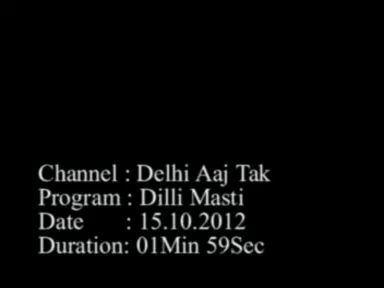 Channel : Delhi Aaj Tak
Program : Dilli Masti
Date : 15.10.2012
Duration: 01Min 59Sec